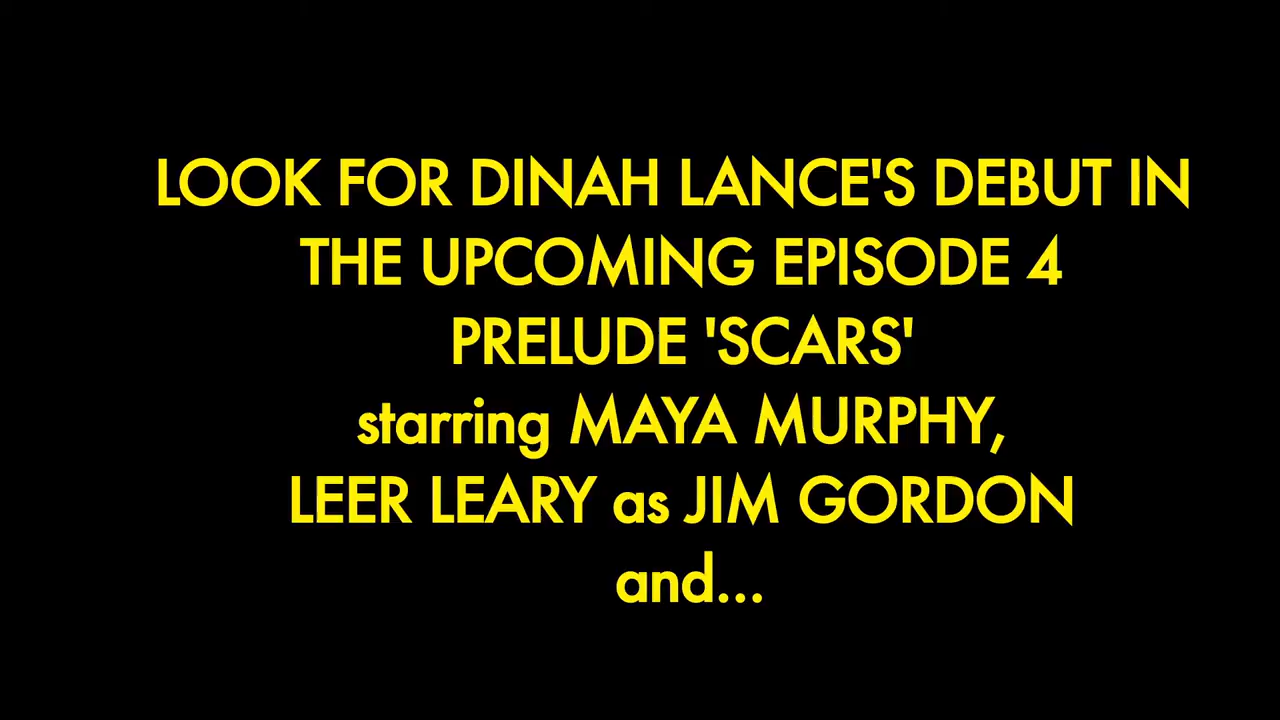 LOOK FOR DINAH LANCE'S DEBUT IN
THE UPCOMING EPISODE 4
PRELUDE 'SCARS'
starring MAYA MURPHY,
LEER LEARY as JIM GORDON
and...